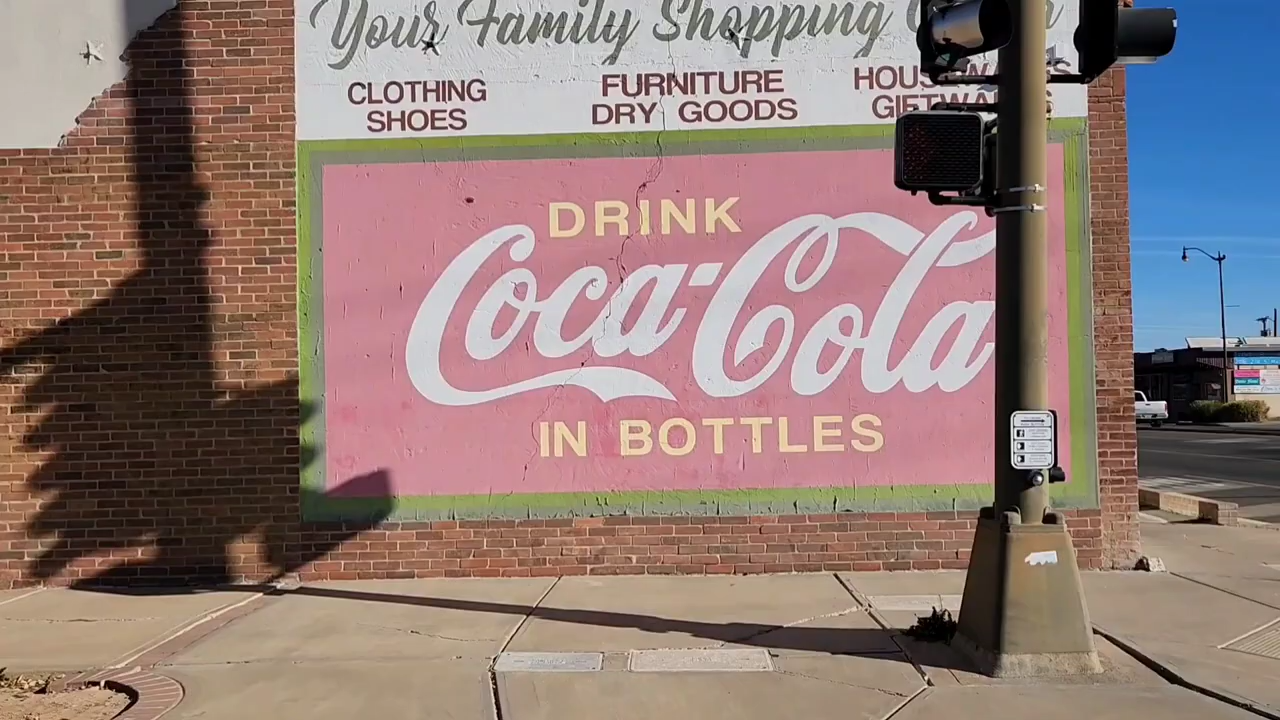 Your Family Shopping
CLOTHING
SHOES
FURNITURE
DRY GOODS
DRINK
Coca-Cola
IN BOTTLES